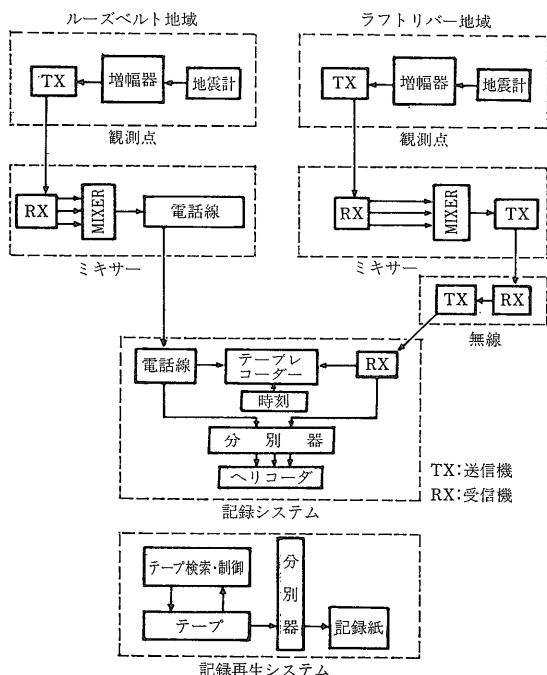 ルーズベルト地域
ラフトリバー地域
TX
増幅器
地震計
観測点
TX
増幅器
地震計
観測点
RX
MIXER
電話線
ミキサー
RX
MIXER
TX
ミキサー
TX
RX
無線
電話線
テープレ
コーダー
RX
時刻
分別器
ヘリコーダ
記録システム
TX:送信機
RX:受信機
テープ検索・制御
テープ
分別器
記録紙
記録再生システム